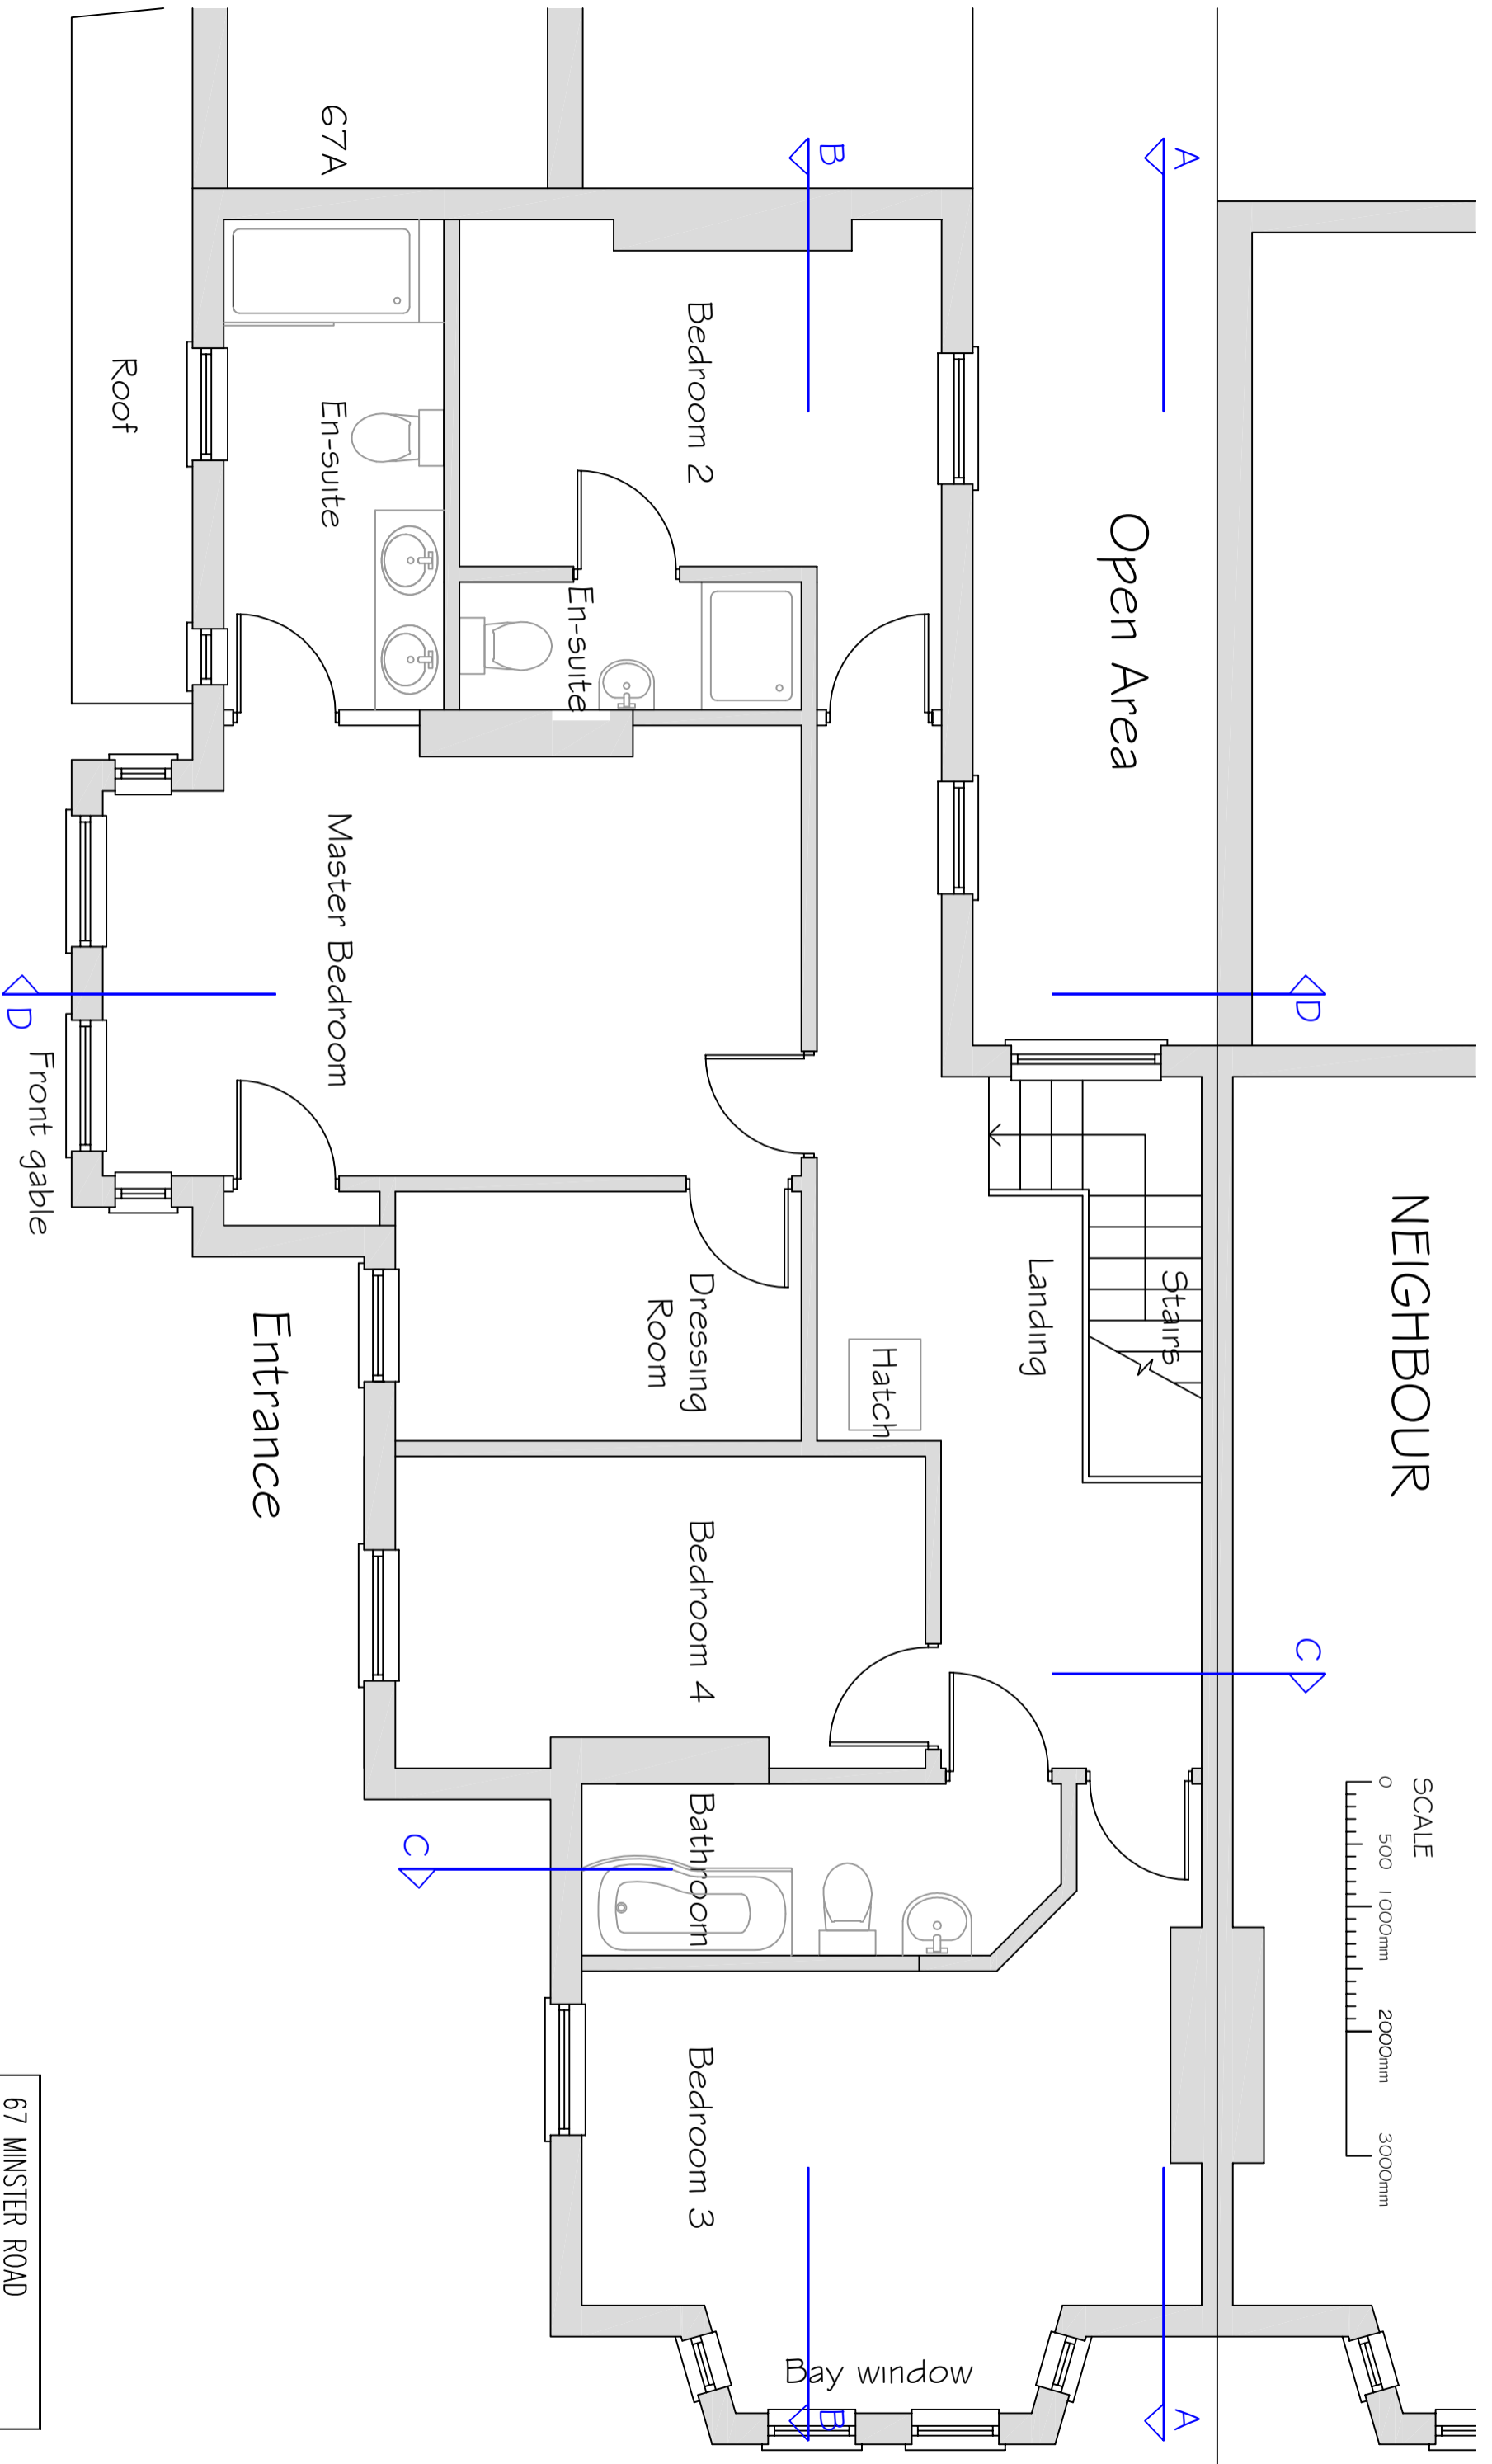 NEIGHBOUR
SCALE
0 500 1000mm 2000mm 3000mm
A
A
Open Area
Stairs
Landing
D
C
B
B
Hatch
Bedroom 2
En-suite
Dressing
Room
Bedroom 4
Bathroom
Bedroom 3
Bay window
67A
En-suite
Master Bedroom
C
Entrance
Roof
D
Front gable
67 MINSTER ROAD